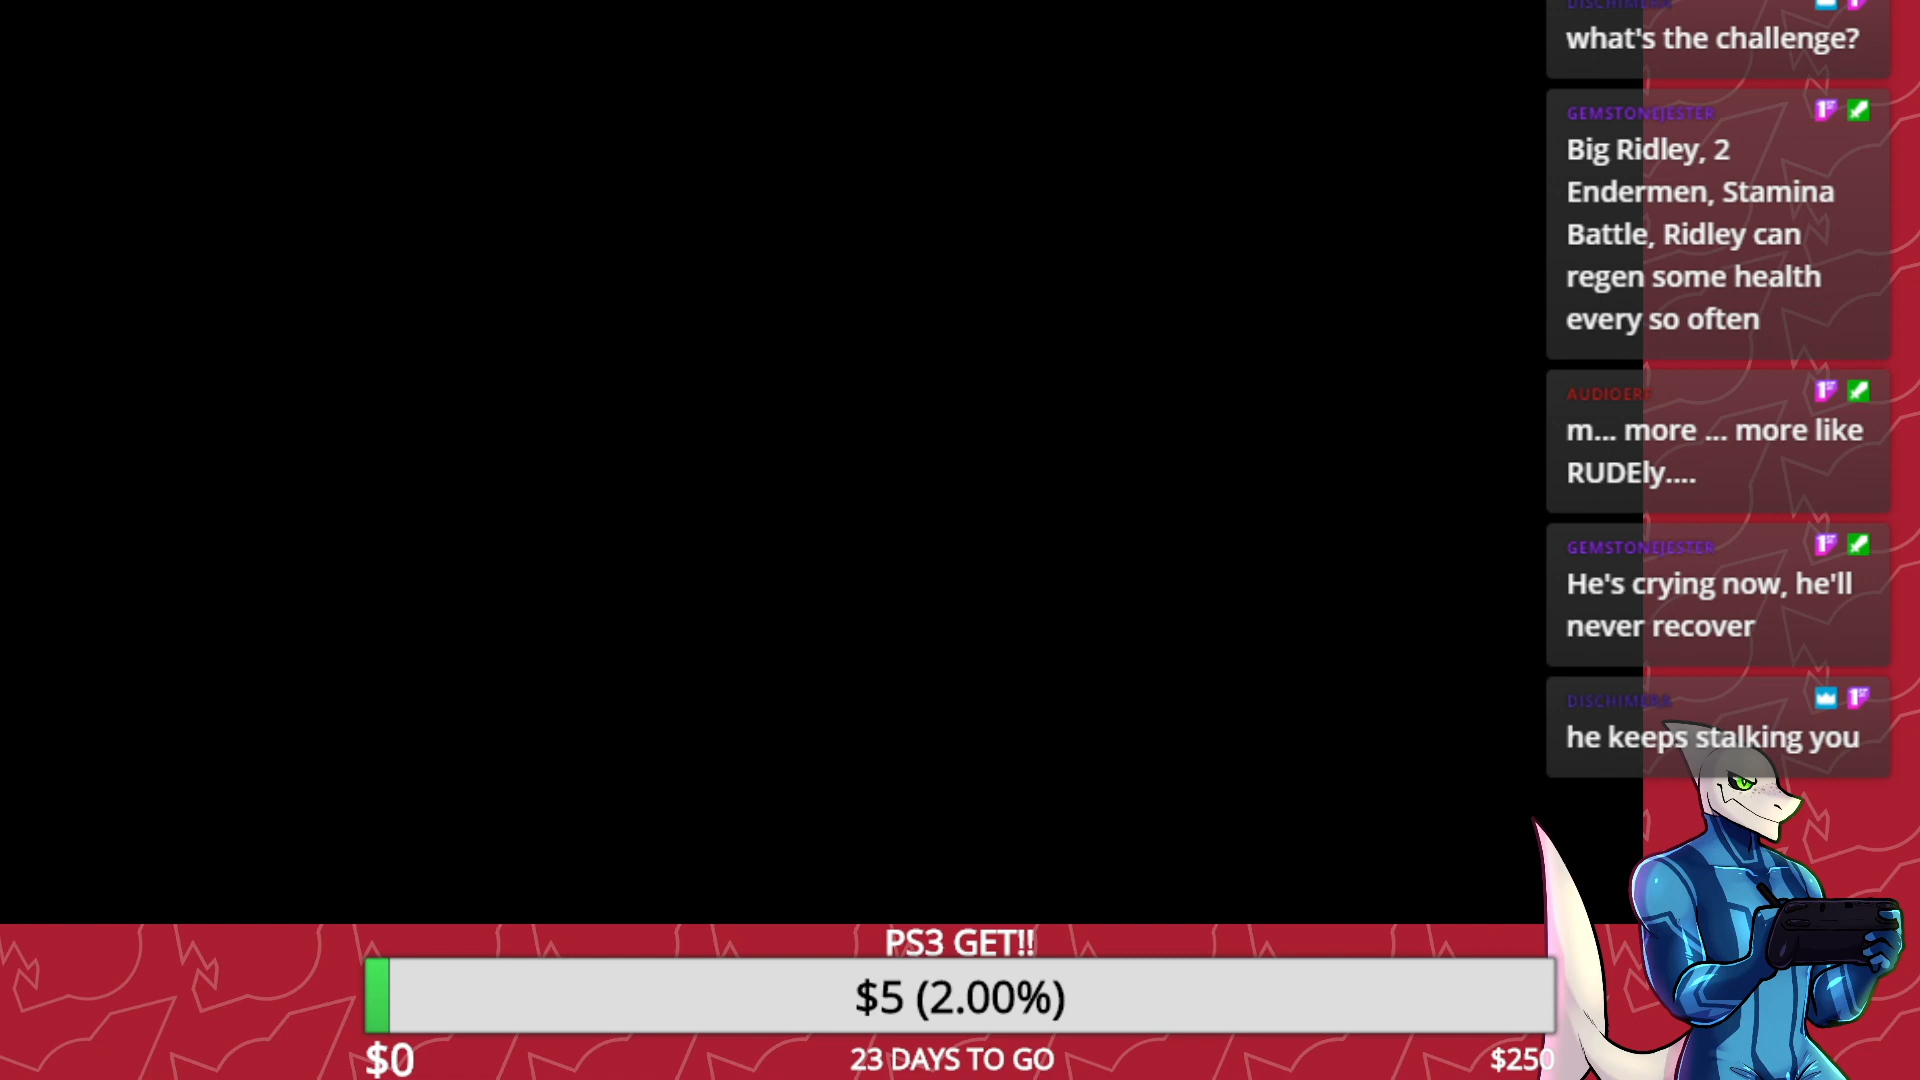 DISCHIMERA
what's the challenge?
GEMSTONEJESTER
Big Ridley, 2
Endermen, Stamina
Battle, Ridley can
regen some health
every so often
m... more ... more like
RUDEly....
GEMSTONEJESTER
He's crying now, he'll
never recover
DISCHIMERA
he keeps stalking you
PS3 GET!!
$5 (2.00%)
$0
23 DAYS TO GO
$250